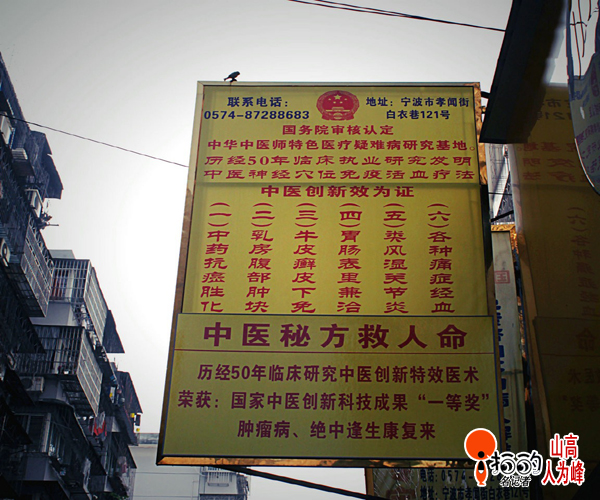 联系电话：
0574-87288683
地址：宁波市孝闻街
白衣巷121号
国务院审核认定
中华中医师特色医疗疑难病研究基地。
历经50年临床执业研究发明
中医神经穴位免疫活血疗法
中医创新效为证
（一）中药抗癌胜化
（二）乳房腹部肿块
（三）牛皮癣皮下免
（四）胃肠表里兼治
（五）类风湿关节炎
（六）各种痛症经血
中医秘方救人命
历经50年临床研究中医创新特效医术
荣获：国家中医创新科技成果“一等奖”
肿瘤病、绝中逢生康复来
名记者
山高
人为峰